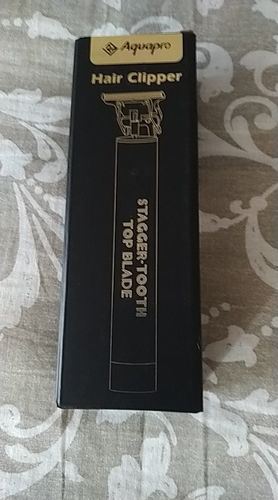 Aquapro
Hair Clipper
STAGGER-TOOTH
TOP BLADE